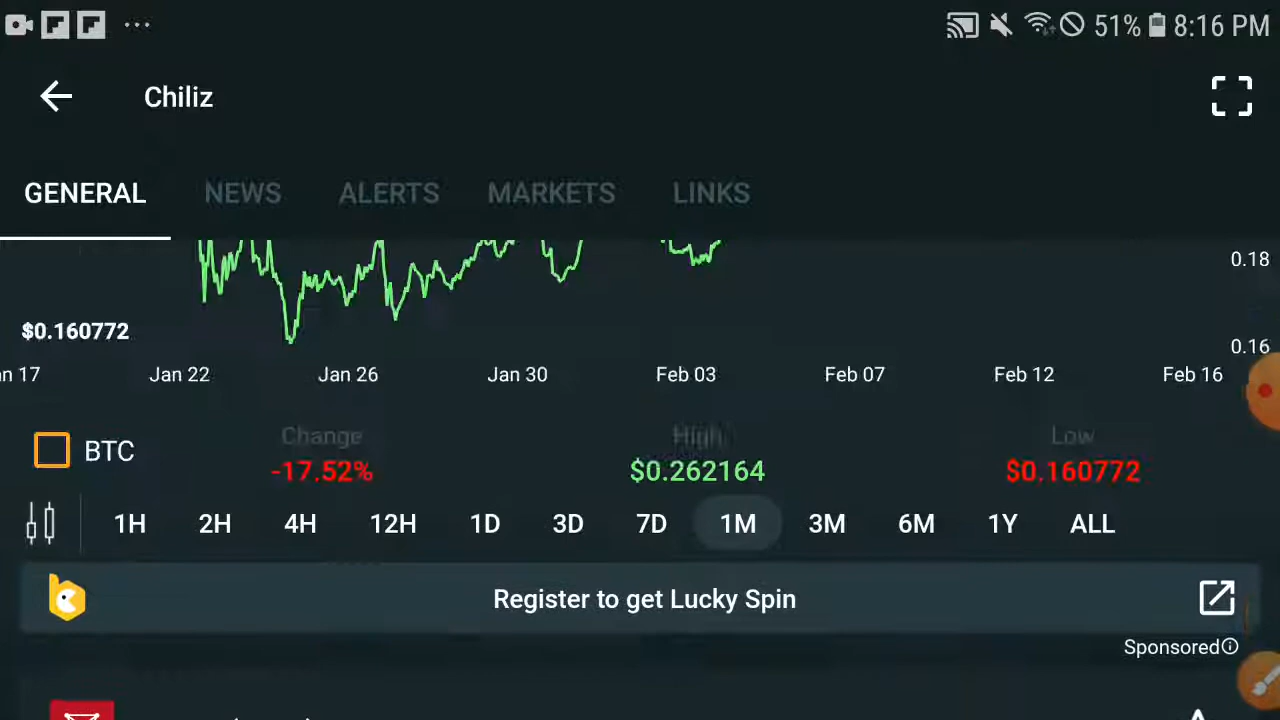 51% 8:16 PM
Chiliz
GENERAL NEWS ALERTS MARKETS LINKS
0.18
$0.160772
0.16
n 17 Jan 22 Jan 26 Jan 30 Feb 03 Feb 07 Feb 12 Feb 16
BTC
Change High Low
-17.52% $0.262164 $0.160772
1H 2H 4H 12H 1D 3D 7D 1M 3M 6M 1Y ALL
Register to get Lucky Spin
Sponsored